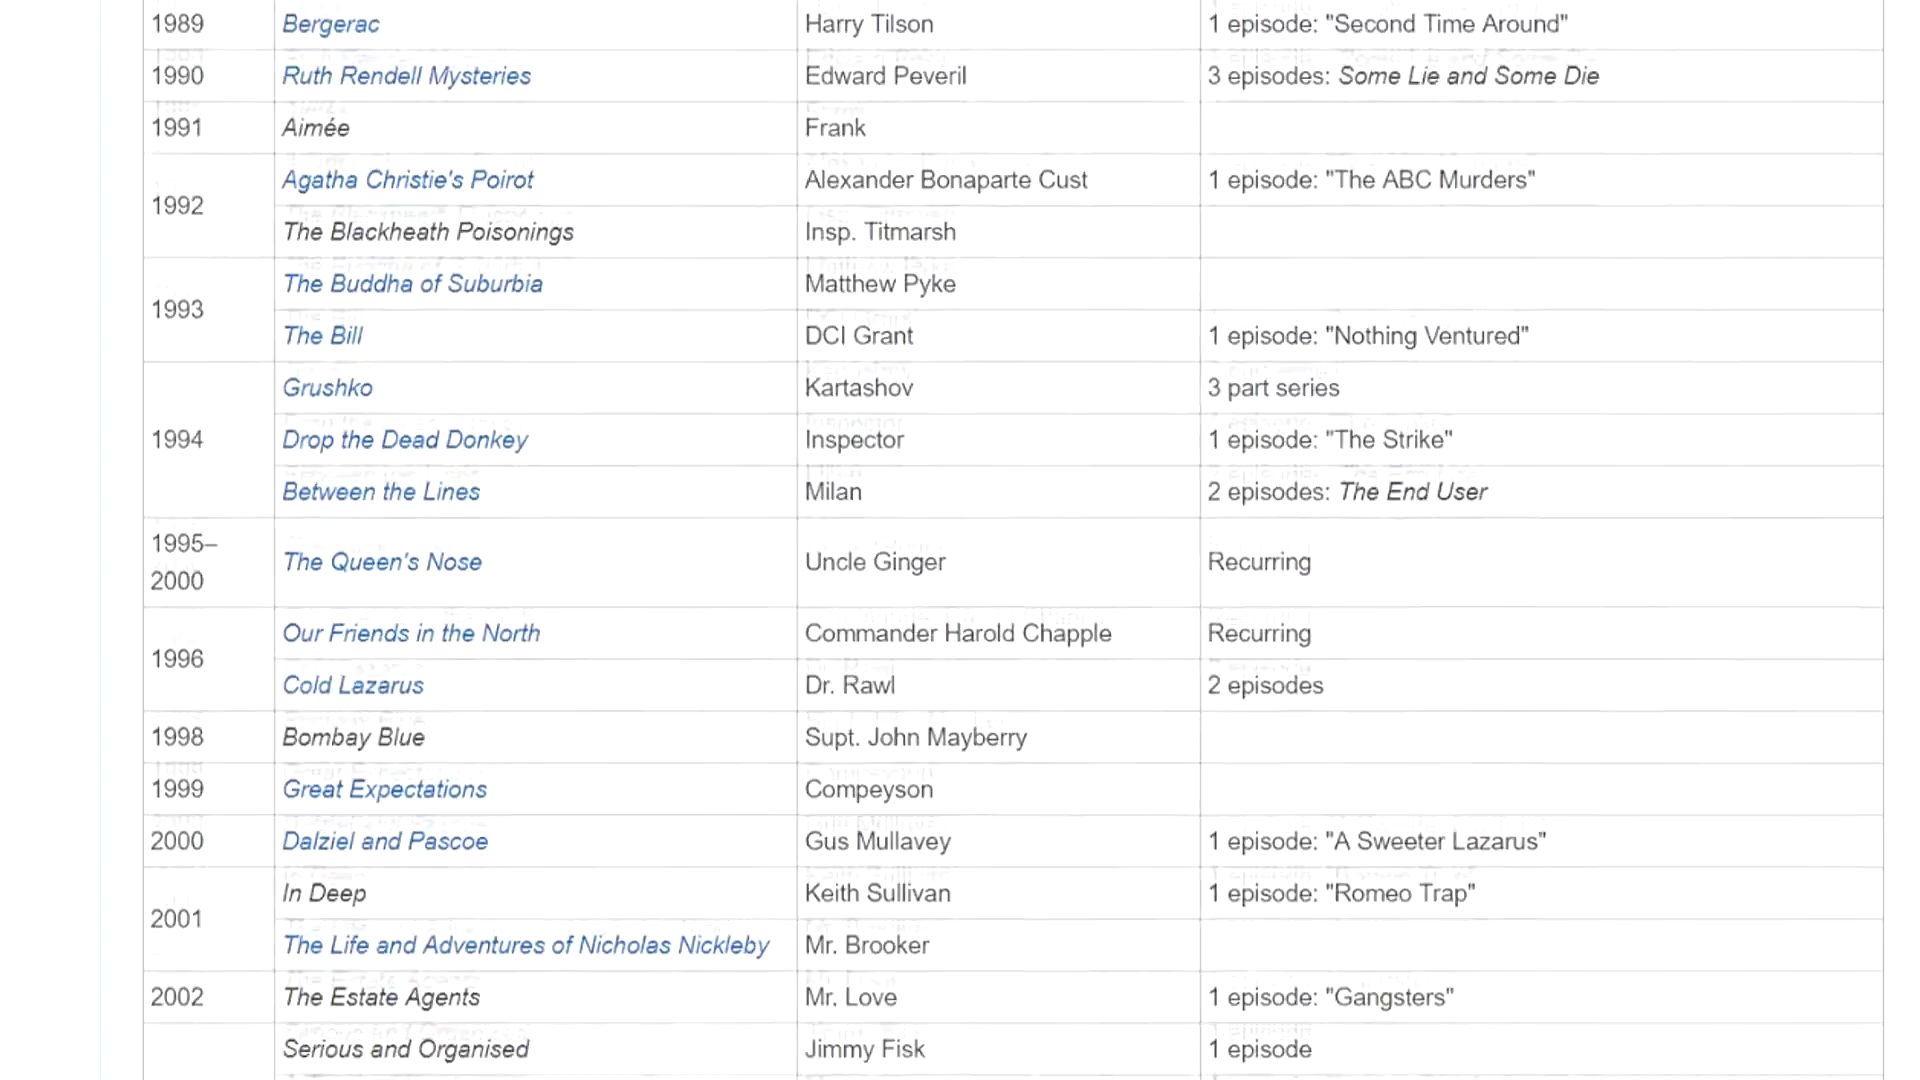 1989 Bergerac Harry Tilson 1 episode: "Second Time Around"
1990 Ruth Rendell Mysteries Edward Peveril 3 episodes: Some Lie and Some Die
1991 Aimée Frank
1992 Agatha Christie's Poirot Alexander Bonaparte Cust 1 episode: "The ABC Murders"
The Blackheath Poisonings Insp. Titmarsh
1993 The Buddha of Suburbia Matthew Pyke
The Bill DCI Grant 1 episode: "Nothing Ventured"
1994 Grushko Kartashov 3 part series
Drop the Dead Donkey Inspector 1 episode: "The Strike"
Between the Lines Milan 2 episodes: The End User
1995–
2000 The Queen's Nose Uncle Ginger Recurring
1996 Our Friends in the North Commander Harold Chapple Recurring
Cold Lazarus Dr. Rawl 2 episodes
1998 Bombay Blue Supt. John Mayberry
1999 Great Expectations Compeyson
2000 Dalziel and Pascoe Gus Mullavey 1 episode: "A Sweeter Lazarus"
2001 In Deep Keith Sullivan 1 episode: "Romeo Trap"
The Life and Adventures of Nicholas Nickleby Mr. Brooker
2002 The Estate Agents Mr. Love 1 episode: "Gangsters"
Serious and Organised Jimmy Fisk 1 episode